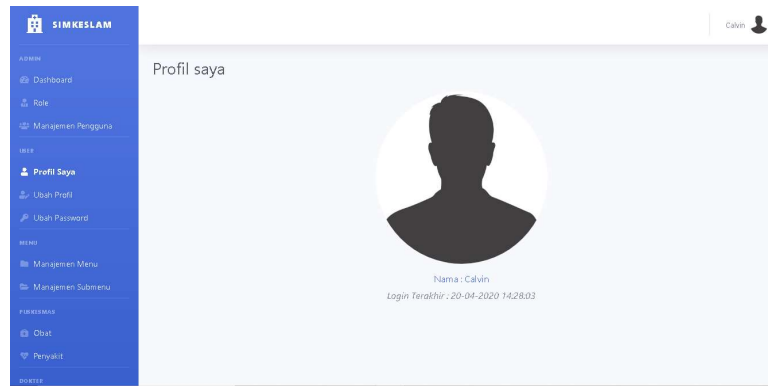 SIMKESLAM
Calvin
ADMIN
Dashboard
Role
Manajemen Pengguna
USER
Profil Saya
Ubah Profil
Ubah Password
MENU
Manajemen Menu
Manajemen Submenu
PUSKESMAS
Obat
Penyakit
DOKTER
Profil saya
Nama : Calvin
Login Terakhir : 20-04-2020 14:28:03